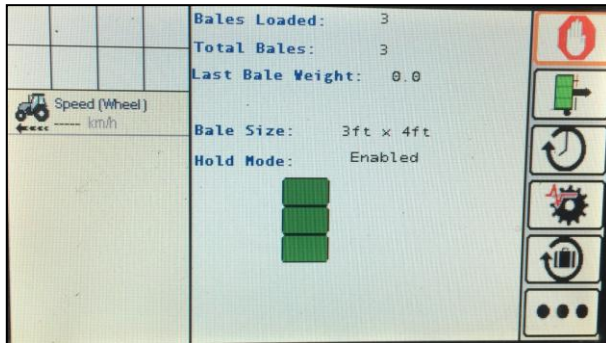 Bales Loaded: 3
Total Bales: 3
Last Bale Weight: 0.0
Speed (Wheel)
----- km/h
Bale Size: 3ft x 4ft
Hold Mode: Enabled